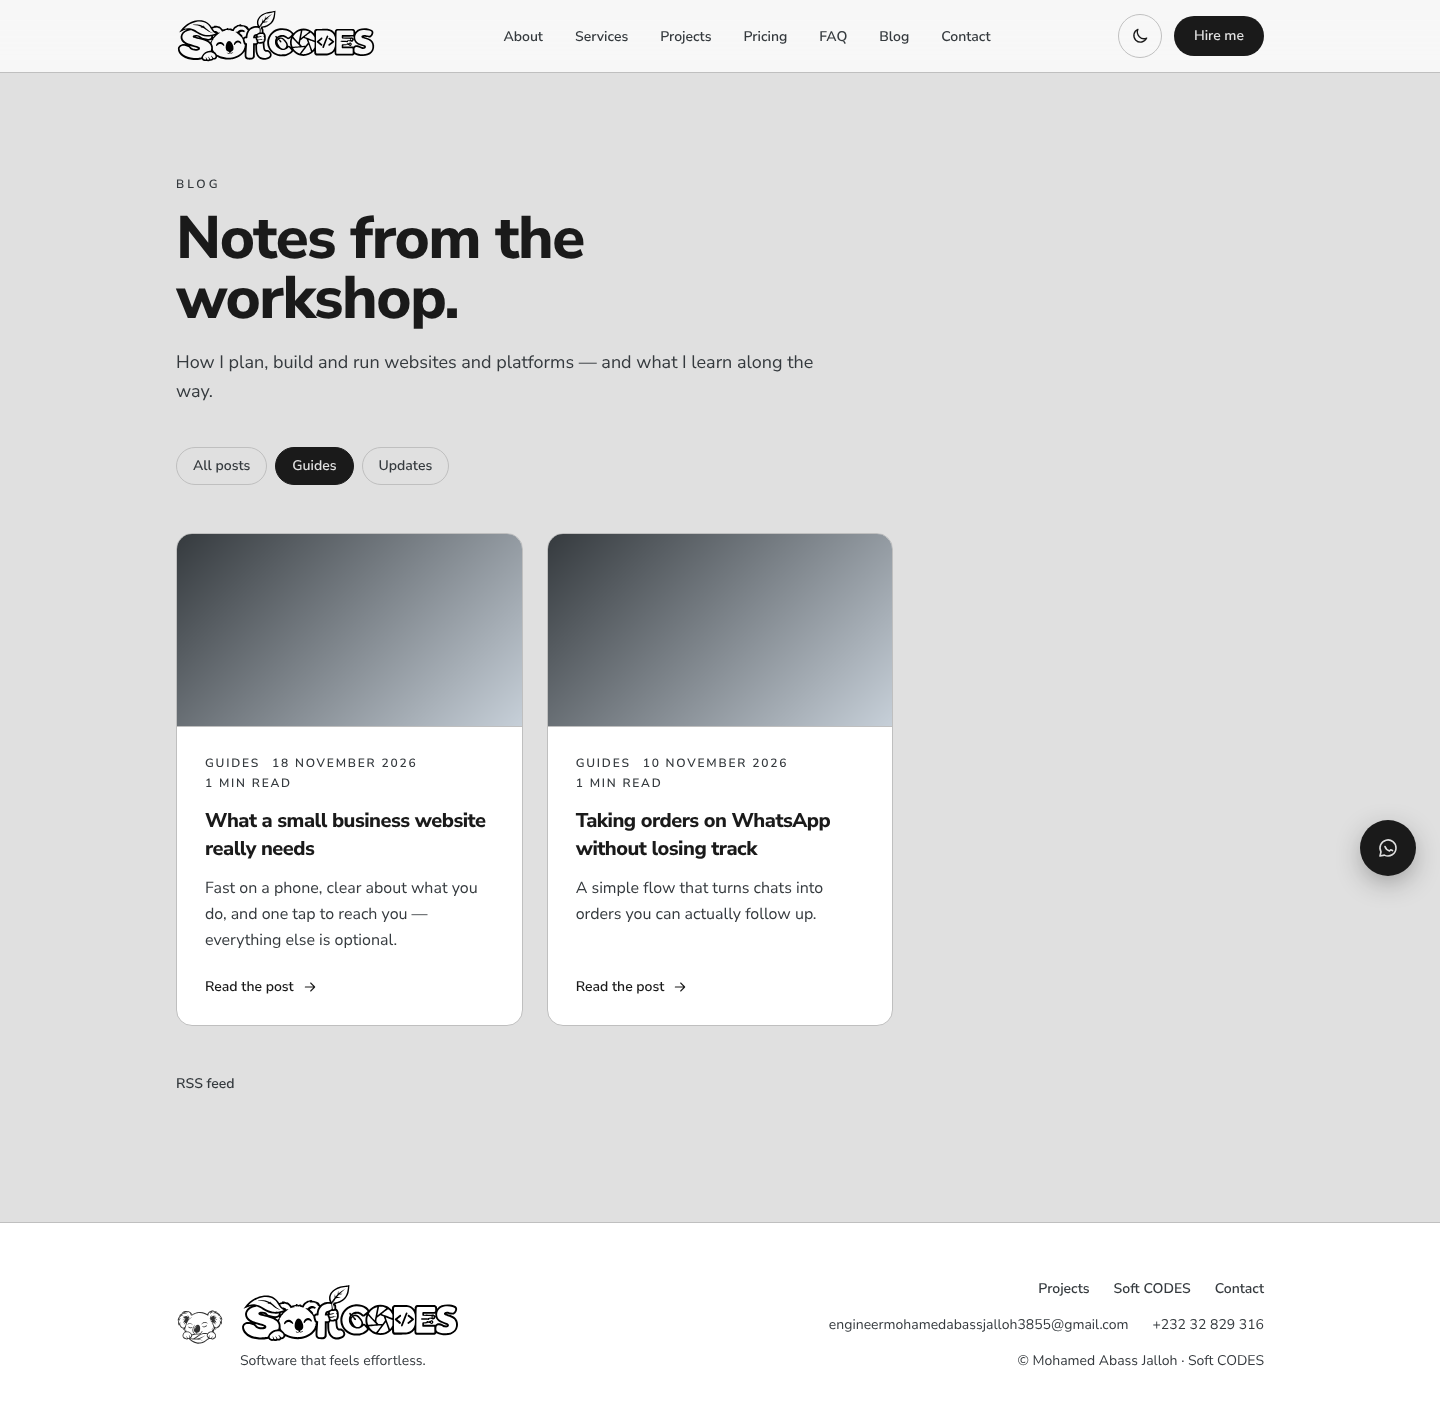 Soft CODES
About Services Projects Pricing FAQ Blog Contact
Hire me
BLOG
Notes from the
workshop.
How I plan, build and run websites and platforms — and what I learn along the
way.
All posts Guides Updates
GUIDES 18 NOVEMBER 2026
1 MIN READ
What a small business website
really needs
Fast on a phone, clear about what you
do, and one tap to reach you —
everything else is optional.
Read the post →
GUIDES 10 NOVEMBER 2026
1 MIN READ
Taking orders on WhatsApp
without losing track
A simple flow that turns chats into
orders you can actually follow up.
Read the post →
RSS feed
Soft CODES
Software that feels effortless.
Projects Soft CODES Contact
engineermohamedabassjalloh3855@gmail.com +232 32 829 316
© Mohamed Abass Jalloh · Soft CODES